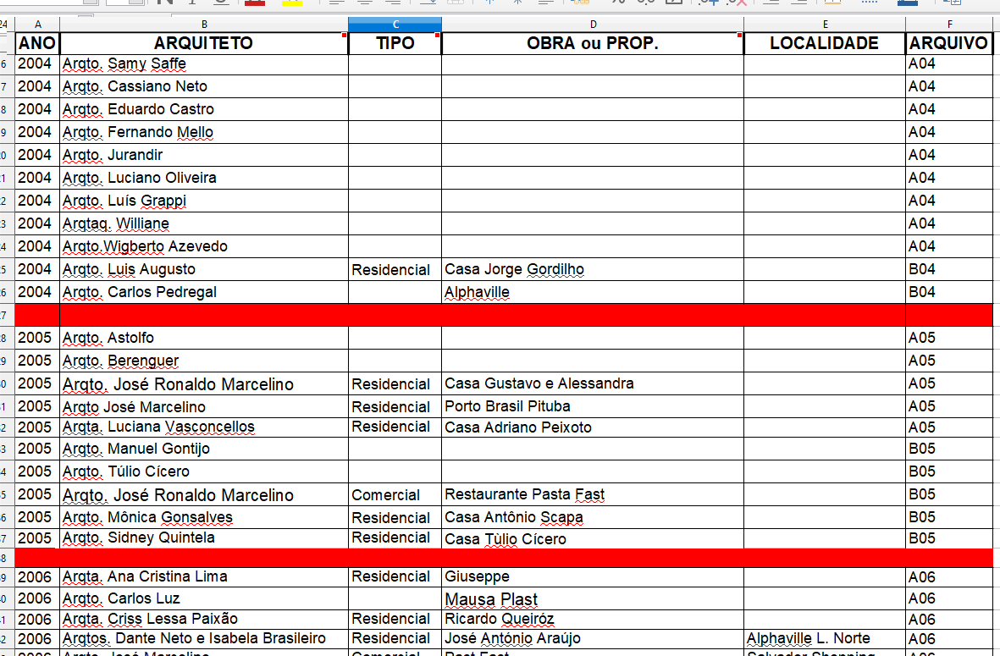 A B C D E F
ANO ARQUITETO TIPO OBRA ou PROP. LOCALIDADE ARQUIVO
2004 Arqto. Samy Saffe A04
2004 Arqto. Cassiano Neto A04
2004 Arqto. Eduardo Castro A04
2004 Arqto. Fernando Mello A04
2004 Arqto. Jurandir A04
2004 Arqto. Luciano Oliveira A04
2004 Arqto. Luís Grappi A04
2004 Arqtaq. Williane A04
2004 Arqto.Wigberto Azevedo A04
2004 Arqto. Luis Augusto Residencial Casa Jorge Gordilho B04
2004 Arqto. Carlos Pedregal Alphaville B04
2005 Arqto. Astolfo A05
2005 Arqto. Berenguer A05
2005 Arqto. José Ronaldo Marcelino Residencial Casa Gustavo e Alessandra A05
2005 Arqto José Marcelino Residencial Porto Brasil Pituba A05
2005 Arqta. Luciana Vasconcellos Residencial Casa Adriano Peixoto A05
2005 Arqto. Manuel Gontijo B05
2005 Arqto. Túlio Cícero B05
2005 Arqto. José Ronaldo Marcelino Comercial Restaurante Pasta Fast B05
2005 Arqto. Mônica Gonsalves Residencial Casa Antônio Scapa B05
2005 Arqto. Sidney Quintela Residencial Casa Tùlio Cícero B05
2006 Arqta. Ana Cristina Lima Residencial Giuseppe A06
2006 Arqto. Carlos Luz Mausa Plast A06
2006 Arqta. Criss Lessa Paixão Residencial Ricardo Queiróz A06
2006 Arqtos. Dante Neto e Isabela Brasileiro Residencial José António Araújo Alphaville L. Norte A06
2006 Arqto. José Marcelino Comercial Past Fast Salvador Shopping A06